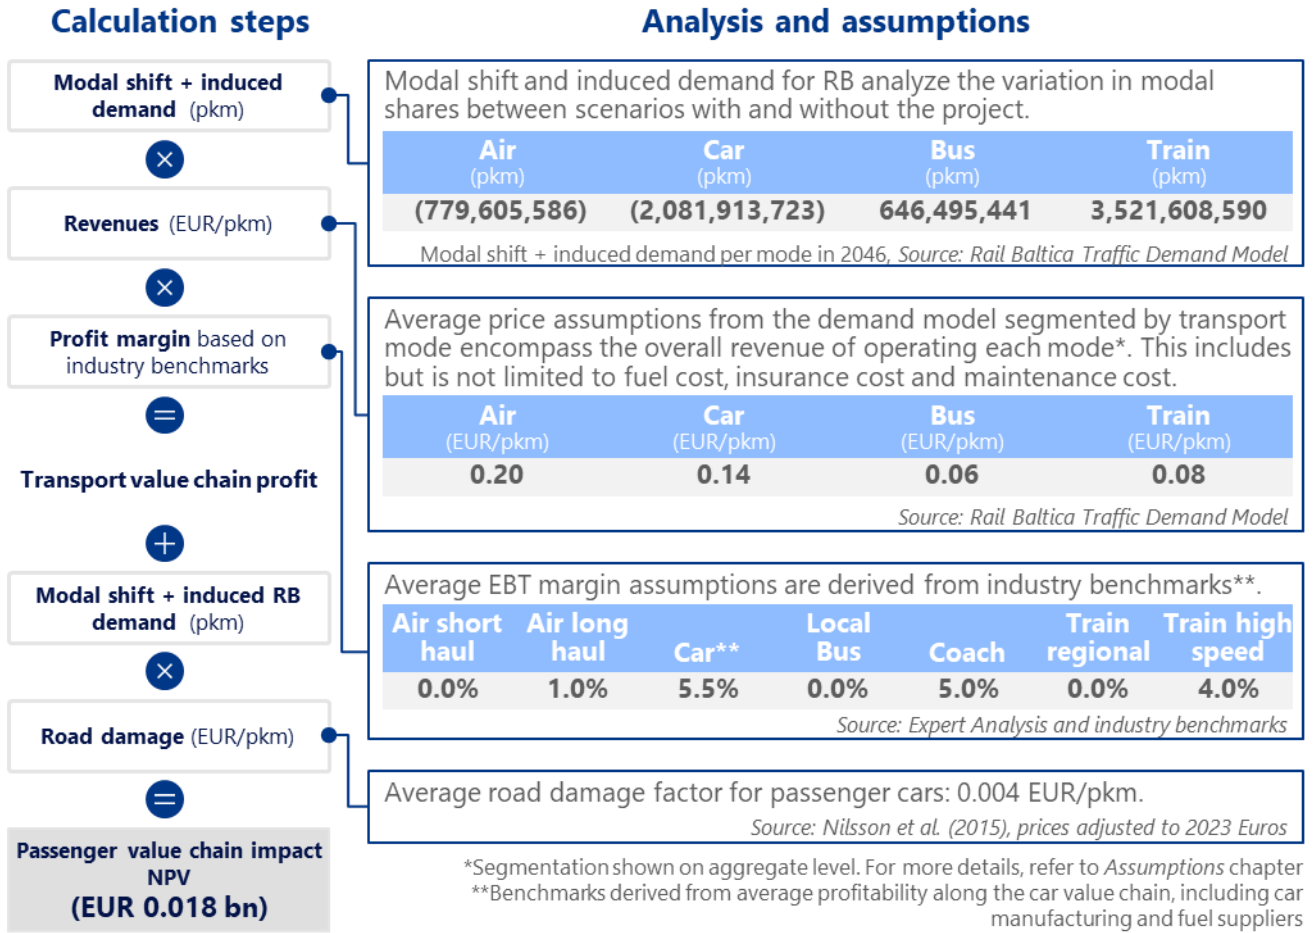 Calculation steps
Analysis and assumptions
Modal shift + induced
demand (pkm)
×
Revenues (EUR/pkm)
×
Profit margin based on
industry benchmarks
=
Transport value chain profit
+
Modal shift + induced RB
demand (pkm)
×
Road damage (EUR/pkm)
=
Passenger value chain impact
NPV
(EUR 0.018 bn)
Modal shift and induced demand for RB analyze the variation in modal
shares between scenarios with and without the project.
Air Car Bus Train
(pkm) (pkm) (pkm) (pkm)
(779,605,586) (2,081,913,723) 646,495,441 3,521,608,590
Modal shift + induced demand per mode in 2046, Source: Rail Baltica Traffic Demand Model
Average price assumptions from the demand model segmented by transport
mode encompass the overall revenue of operating each mode*. This includes
but is not limited to fuel cost, insurance cost and maintenance cost.
Air Car Bus Train
(EUR/pkm) (EUR/pkm) (EUR/pkm) (EUR/pkm)
0.20 0.14 0.06 0.08
Source: Rail Baltica Traffic Demand Model
Average EBT margin assumptions are derived from industry benchmarks**.
Air short Air long Local Train Train high
haul haul Car** Bus Coach regional speed
0.0% 1.0% 5.5% 0.0% 5.0% 0.0% 4.0%
Source: Expert Analysis and industry benchmarks
Average road damage factor for passenger cars: 0.004 EUR/pkm.
Source: Nilsson et al. (2015), prices adjusted to 2023 Euros
*Segmentation shown on aggregate level. For more details, refer to Assumptions chapter
**Benchmarks derived from average profitability along the car value chain, including car
manufacturing and fuel suppliers